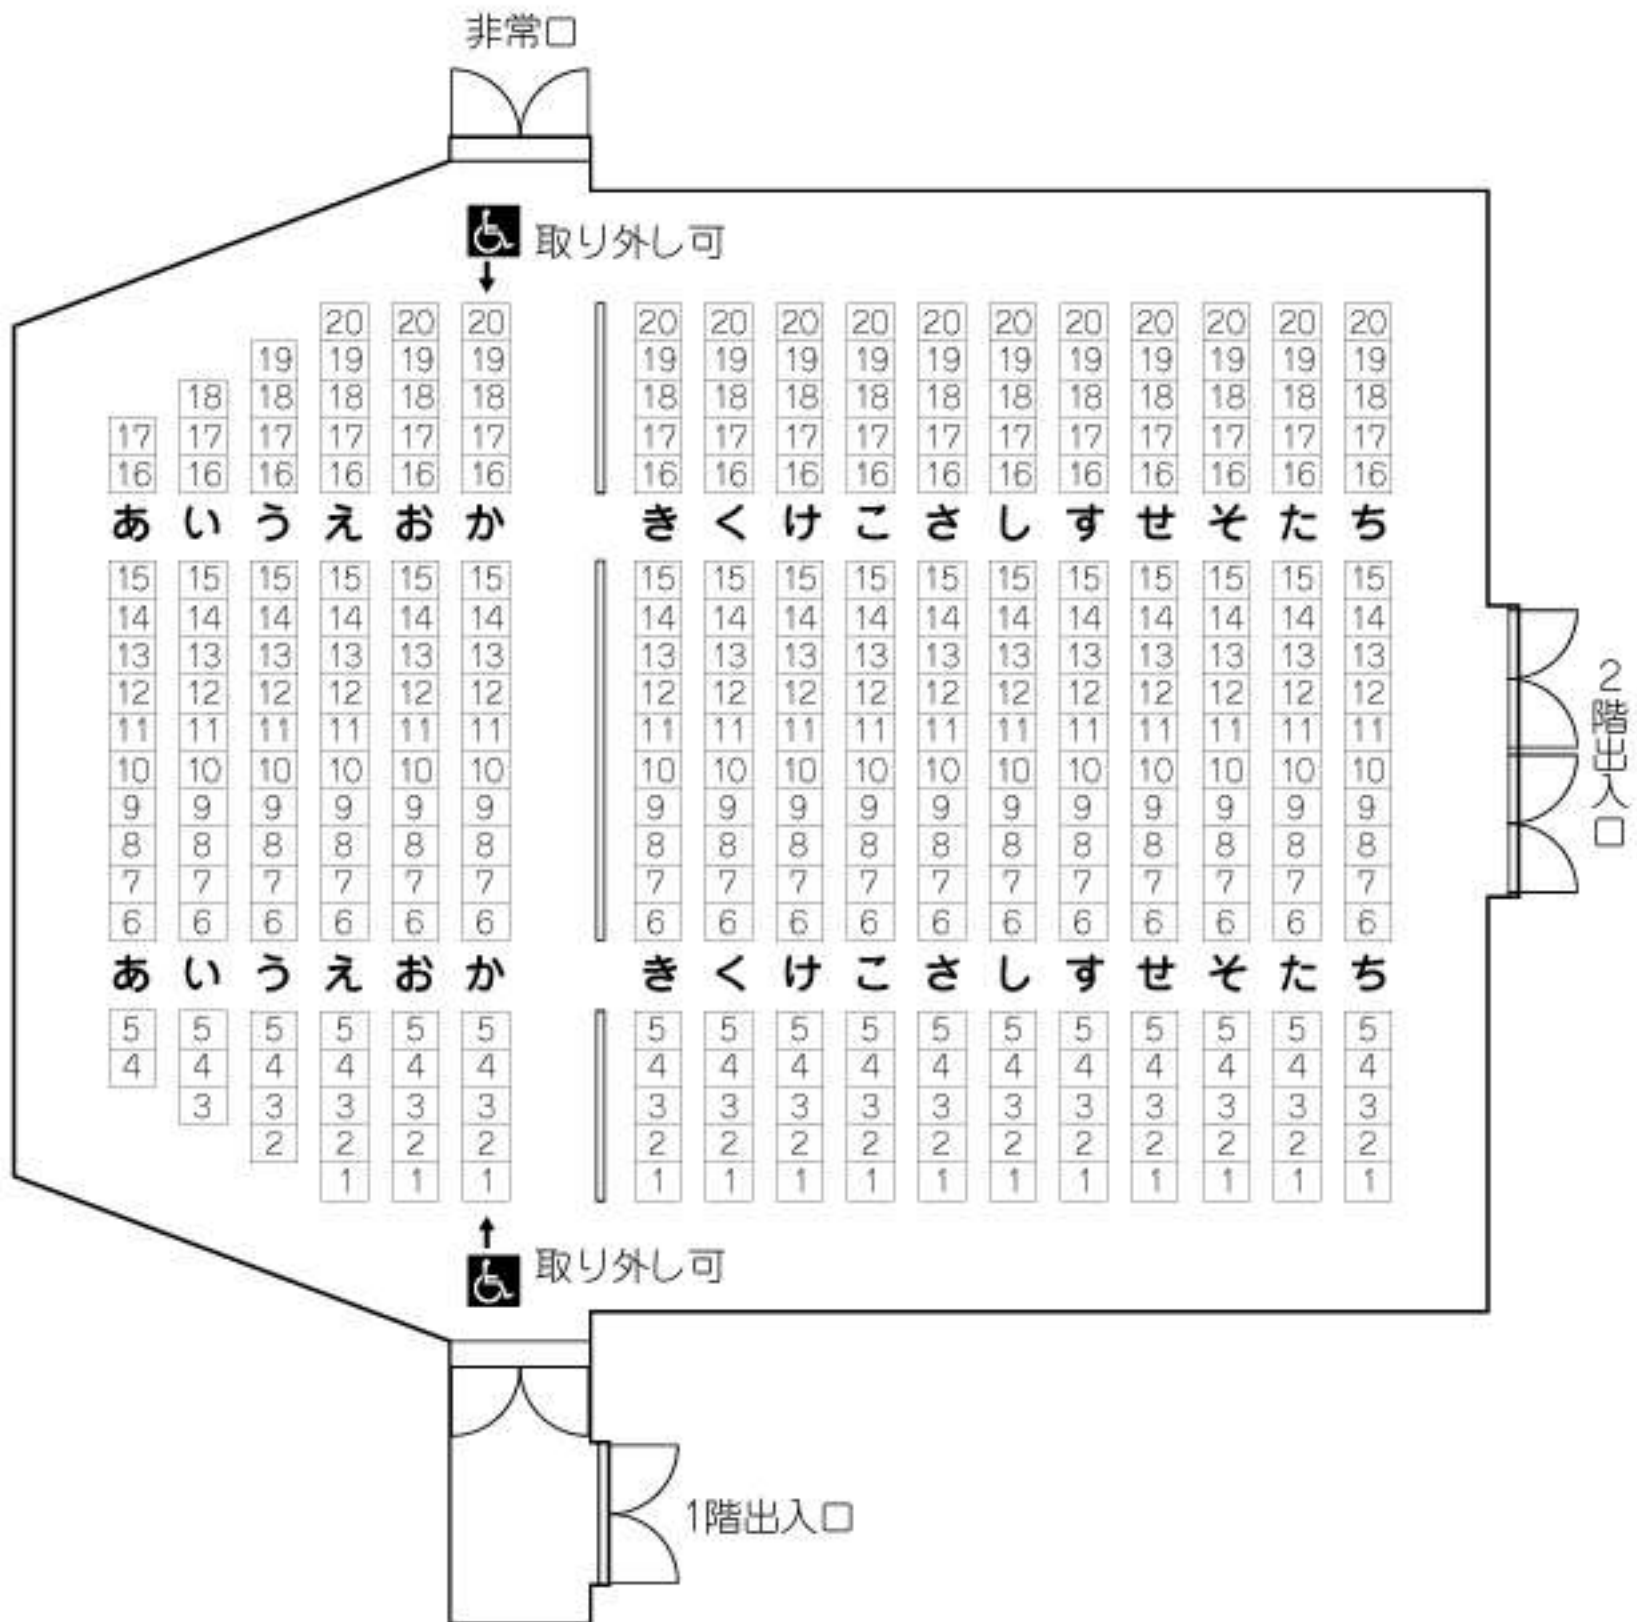 非常口
取り外し可
20 20 20 20 20 20 20 20 20 20 20 20 20 20
19 19 19 19 19 19 19 19 19 19 19 19 19 19 19
18 18 18 18 18 18 18 18 18 18 18 18 18 18 18 18
17 17 17 17 17 17 17 17 17 17 17 17 17 17 17 17 17
16 16 16 16 16 16 16 16 16 16 16 16 16 16 16 16 16
あ い う え お か き く け こ さ し す せ そ た ち
15 15 15 15 15 15 15 15 15 15 15 15 15 15 15 15 15
14 14 14 14 14 14 14 14 14 14 14 14 14 14 14 14 14
13 13 13 13 13 13 13 13 13 13 13 13 13 13 13 13 13
12 12 12 12 12 12 12 12 12 12 12 12 12 12 12 12 12
11 11 11 11 11 11 11 11 11 11 11 11 11 11 11 11 11
10 10 10 10 10 10 10 10 10 10 10 10 10 10 10 10 10
9 9 9 9 9 9 9 9 9 9 9 9 9 9 9 9 9
8 8 8 8 8 8 8 8 8 8 8 8 8 8 8 8 8
7 7 7 7 7 7 7 7 7 7 7 7 7 7 7 7 7
6 6 6 6 6 6 6 6 6 6 6 6 6 6 6 6 6
あ い う え お か き く け こ さ し す せ そ た ち
5 5 5 5 5 5 5 5 5 5 5 5 5 5 5 5 5
4 4 4 4 4 4 4 4 4 4 4 4 4 4 4 4 4
3 3 3 3 3 3 3 3 3 3 3 3 3 3 3 3
2 2 2 2 2 2 2 2 2 2 2 2 2 2 2
1 1 1 1 1 1 1 1 1 1 1 1 1 1
2階出入口
取り外し可
1階出入口